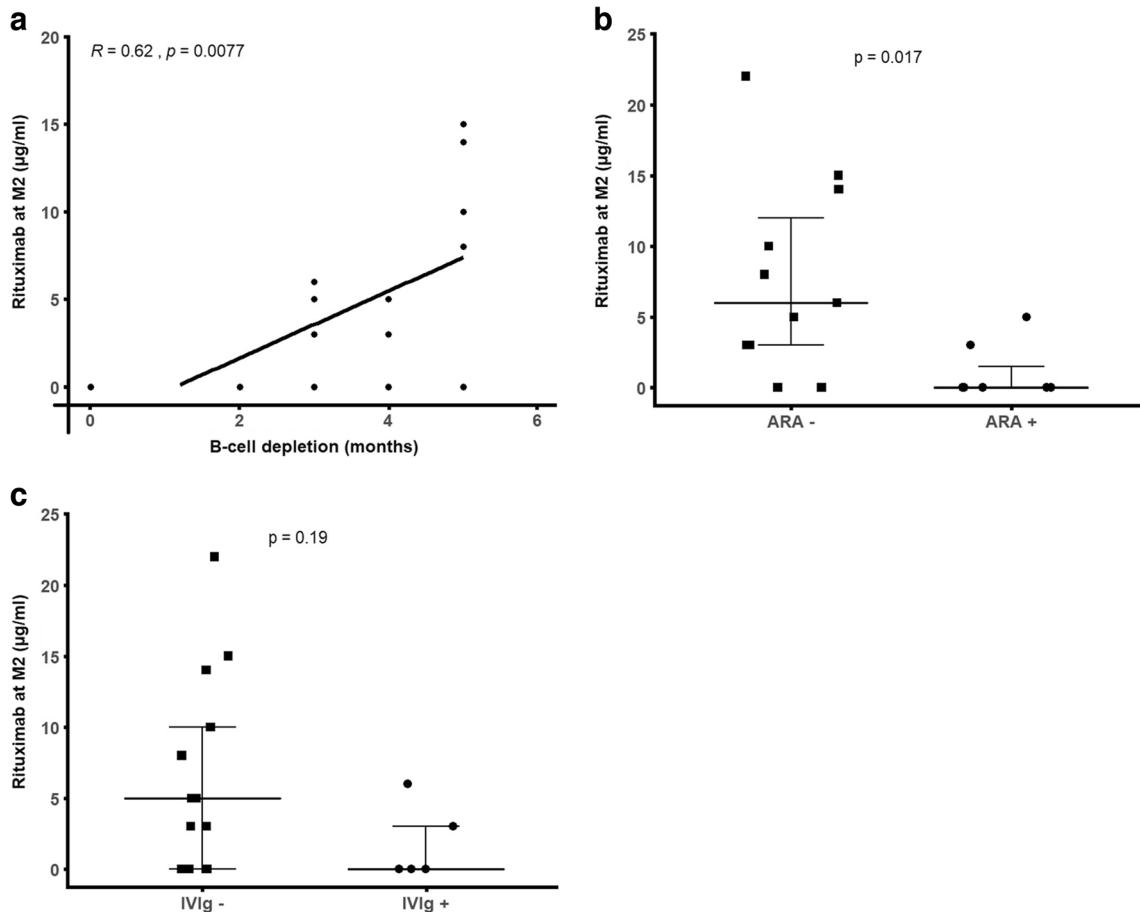 a
R = 0.62 , p = 0.0077
Rituximab at M2 (µg/ml)
20
15
10
5
0
0 2 4 6
B-cell depletion (months)
b
p = 0.017
Rituximab at M2 (µg/ml)
25
20
15
10
5
0
ARA - ARA +
c
p = 0.19
Rituximab at M2 (µg/ml)
25
20
15
10
5
0
IVIg - IVIg +